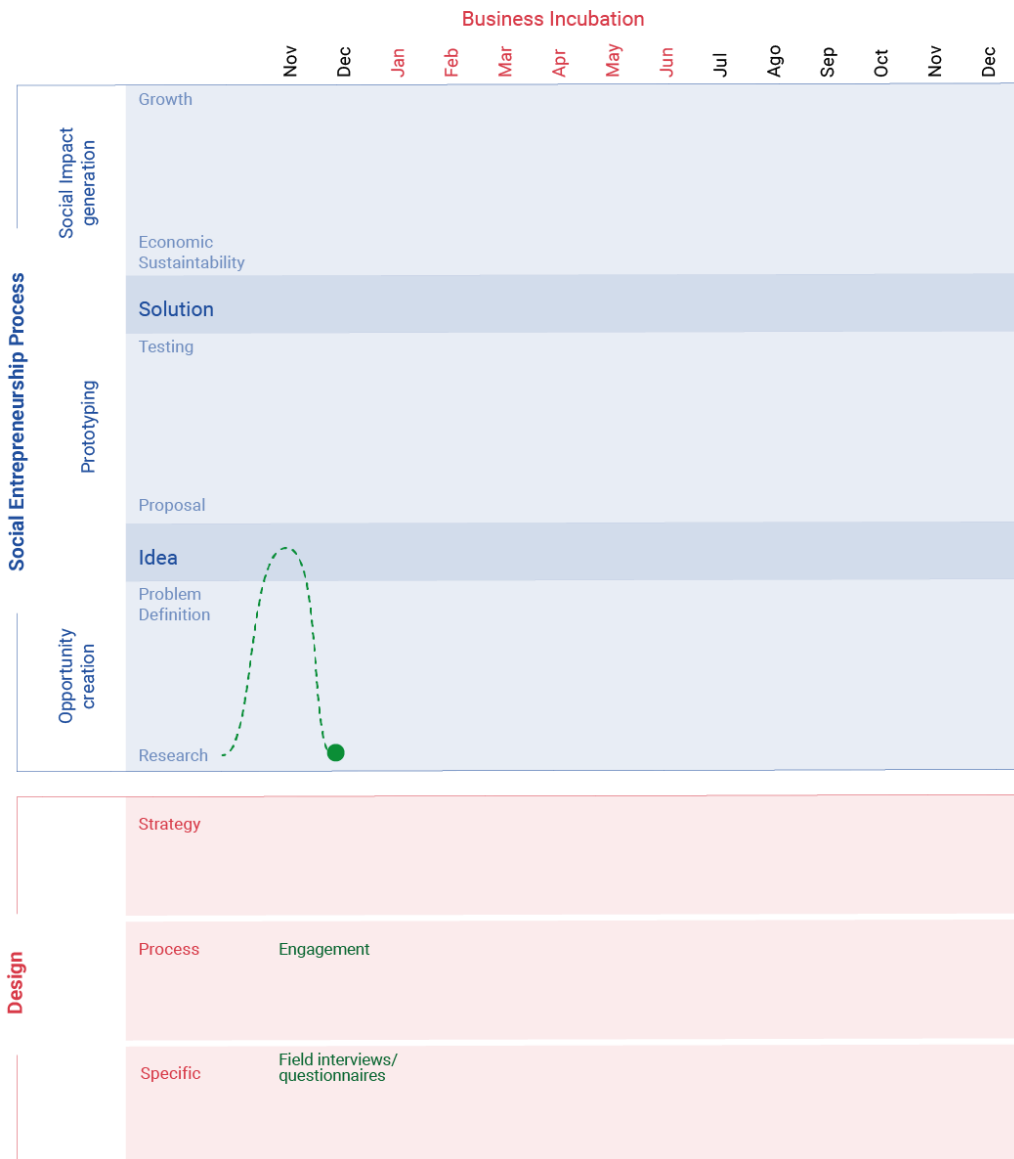 Business Incubation
Nov Dec Jan Feb Mar Apr May Jun Jul Ago Sep Oct Nov Dec
Social Entrepreneurship Process
Social Impact
generation
Growth
Economic
Sustaintability
Solution
Prototyping
Testing
Proposal
Idea
Opportunity
creation
Problem
Definition
Research
Design
Strategy
Process
Engagement
Specific
Field interviews/
questionnaires